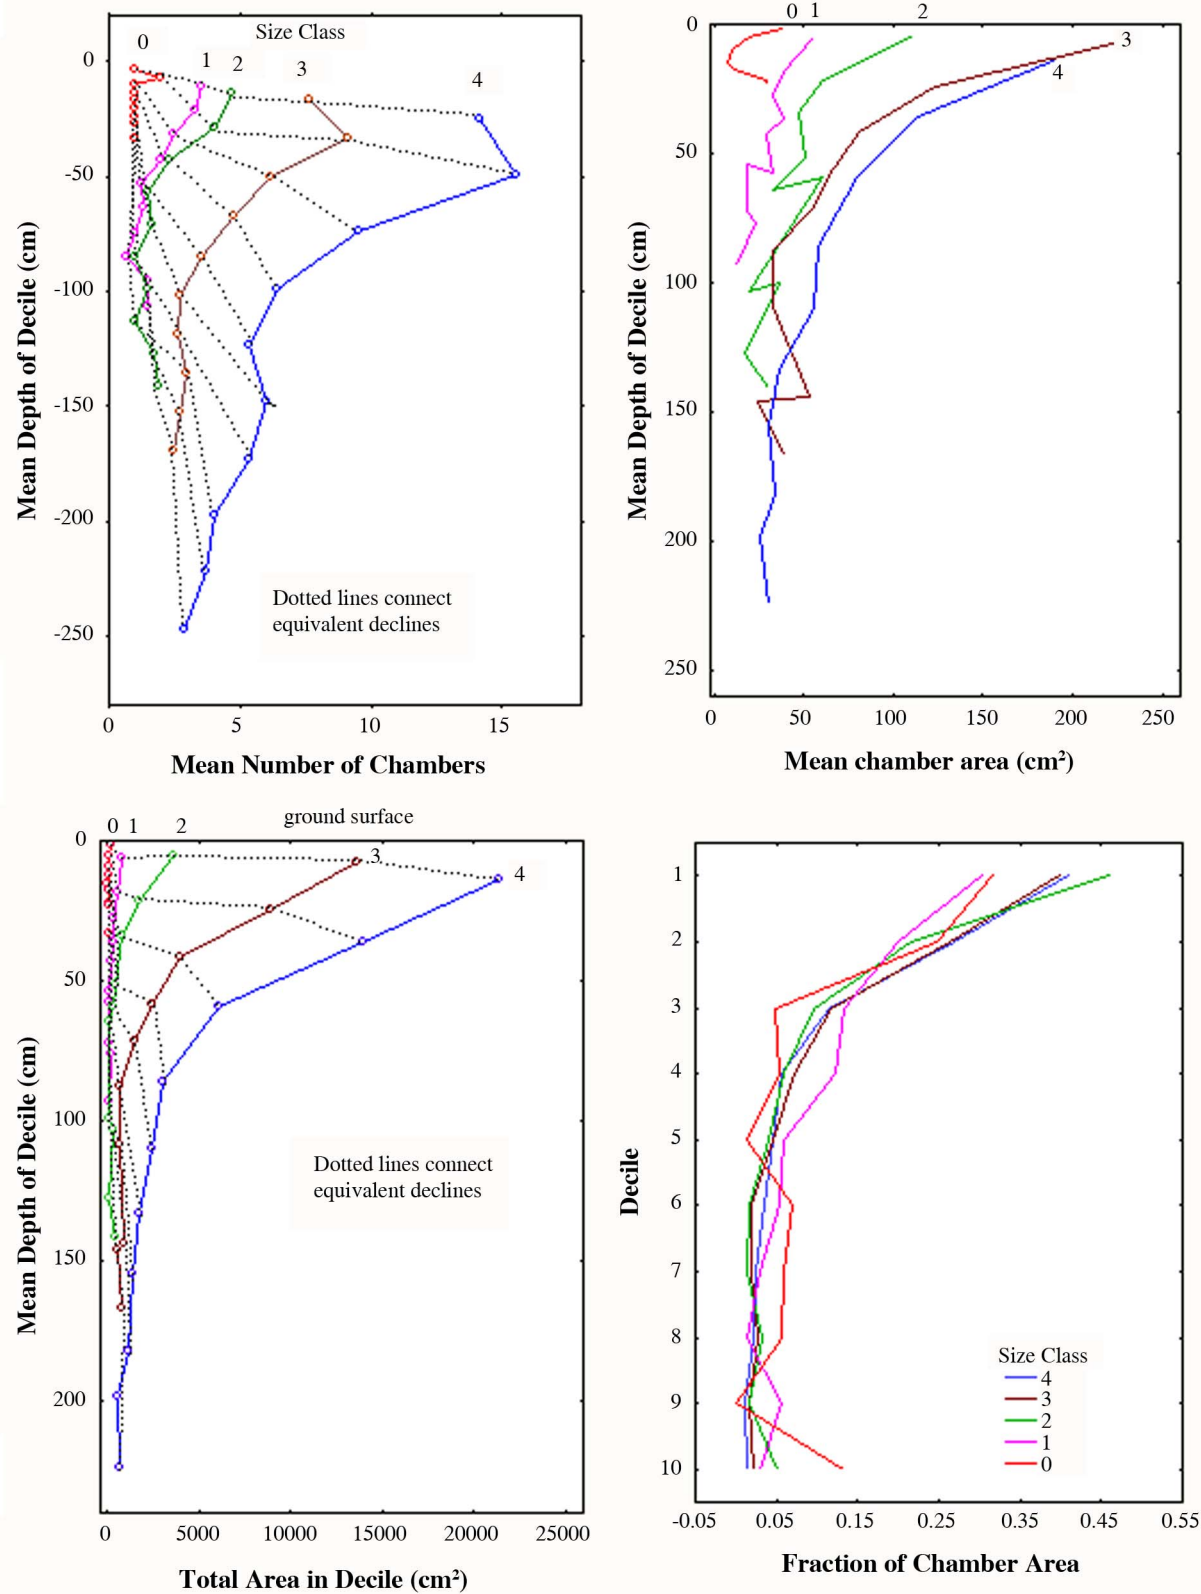 Size Class
0
1
2
3
4
0
-50
-100
-150
-200
-250
Mean Depth of Decile (cm)
Dotted lines connect
equivalent declines
0 5 10 15
Mean Number of Chambers
0 1 2
3
4
0
50
100
150
200
250
Mean Depth of Decile (cm)
0 50 100 150 200 250
Mean chamber area (cm²)
ground surface
0 1 2
3
4
0
50
100
150
200
Mean Depth of Decile (cm)
Dotted lines connect
equivalent declines
0 5000 10000 15000 20000 25000
Total Area in Decile (cm²)
1
2
3
4
5
6
7
8
9
10
Decile
Size Class
4
3
2
1
0
-0.05 0.05 0.15 0.25 0.35 0.45 0.55
Fraction of Chamber Area